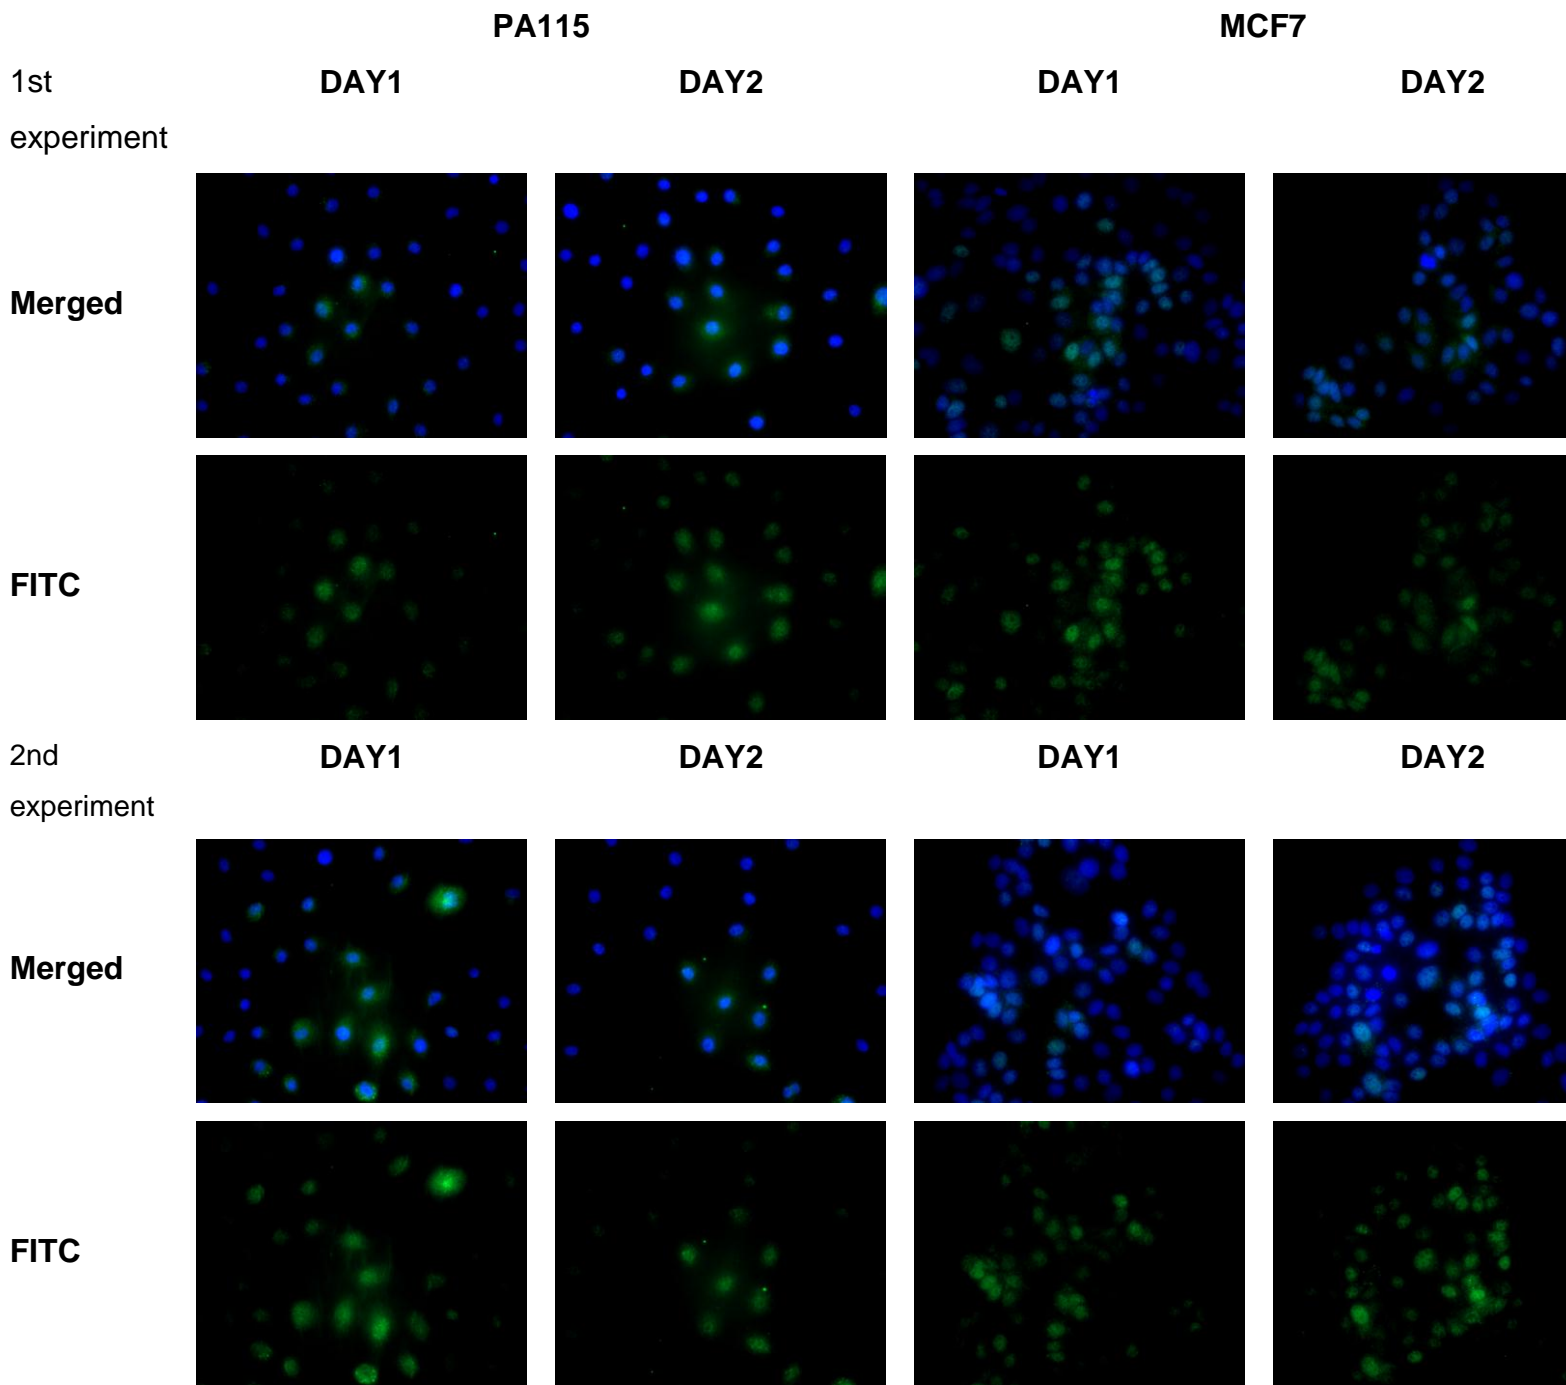 PA115 MCF7
1st DAY1 DAY2 DAY1 DAY2
experiment
Merged
FITC
2nd DAY1 DAY2 DAY1 DAY2
experiment
Merged
FITC